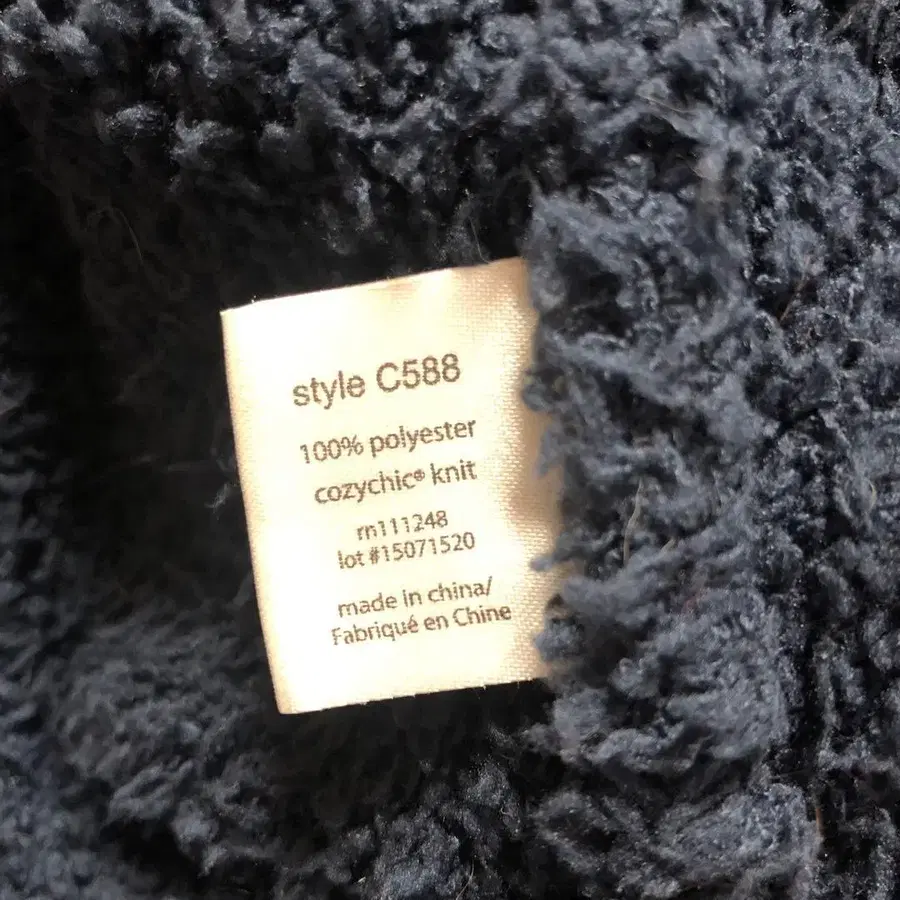 style C588
100% polyester
cozychic® knit
rn111248
lot #15071520
made in china/
Fabriqué en Chine